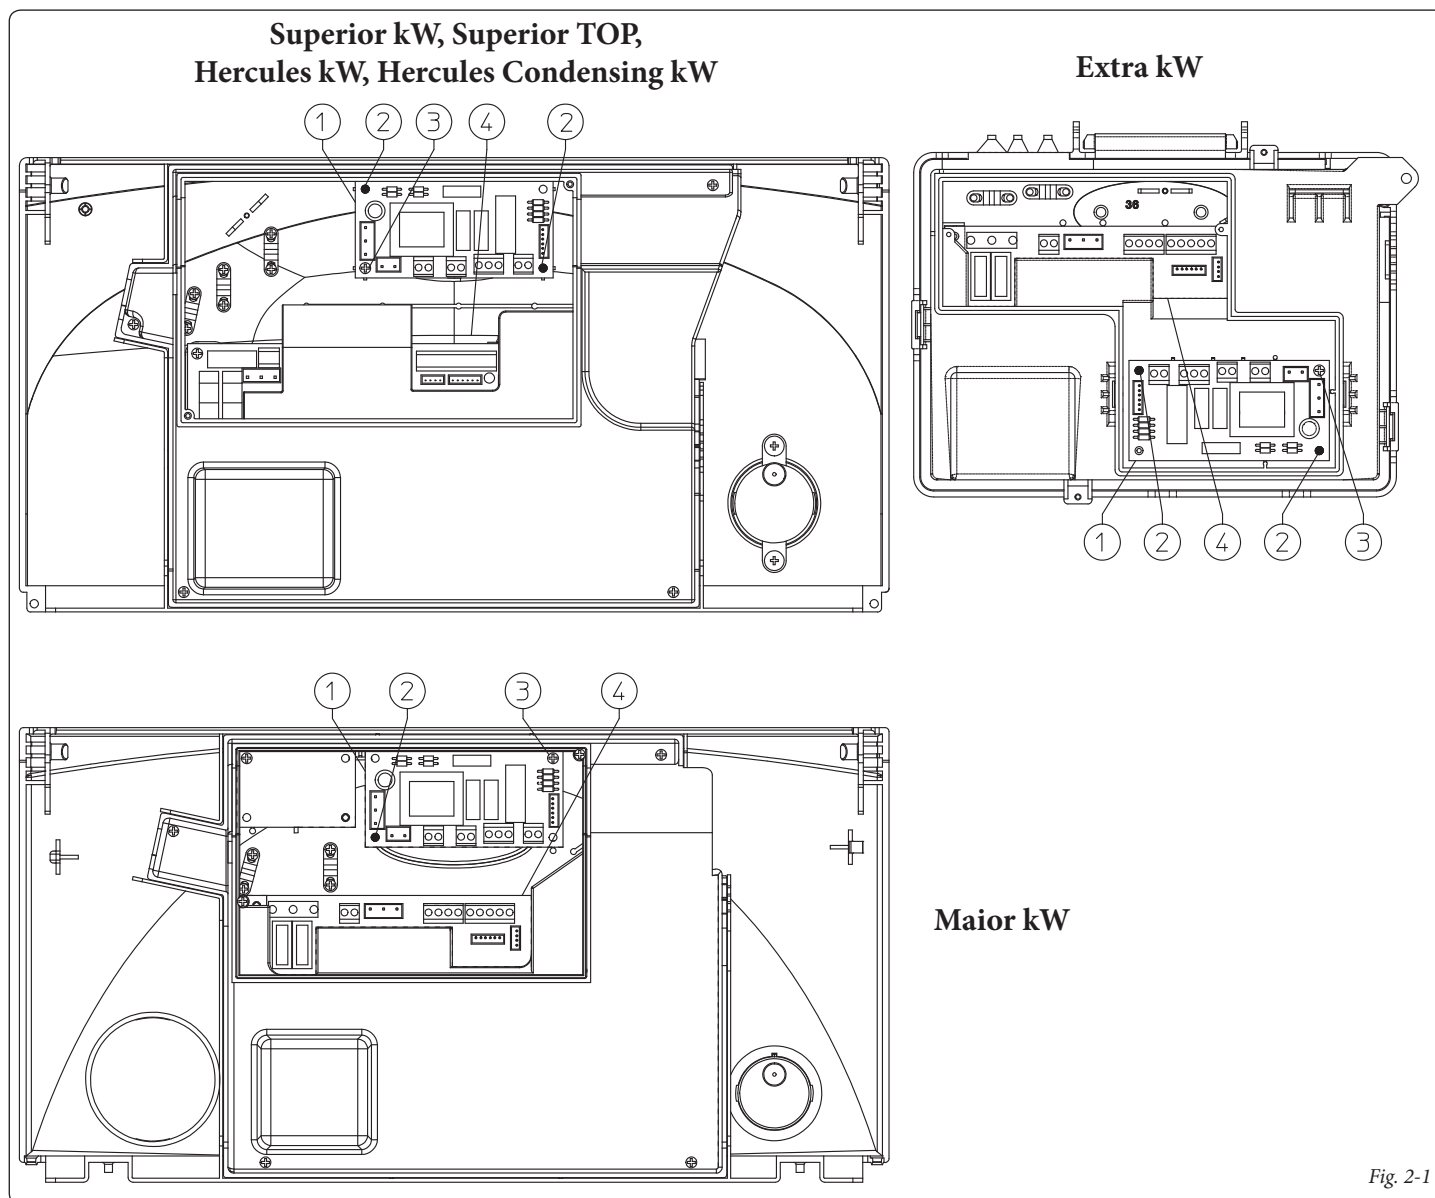 Superior kW, Superior TOP,
Hercules kW, Hercules Condensing kW
Extra kW
1 2 3 4 2
36
1 2 4 2 3
1 2 3 4
Maior kW
Fig. 2-1